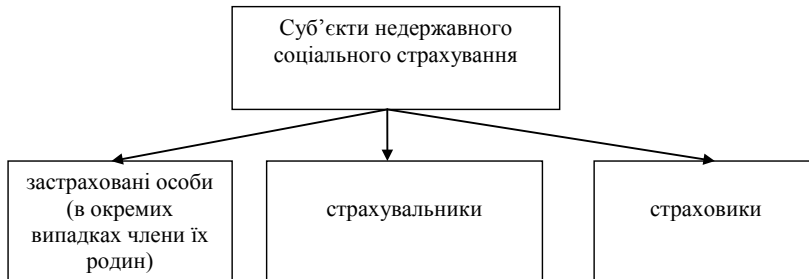 Суб’єкти недержавного
соціального страхування
застраховані особи
(в окремих
випадках члени їх
родин)
страхувальники
страховики